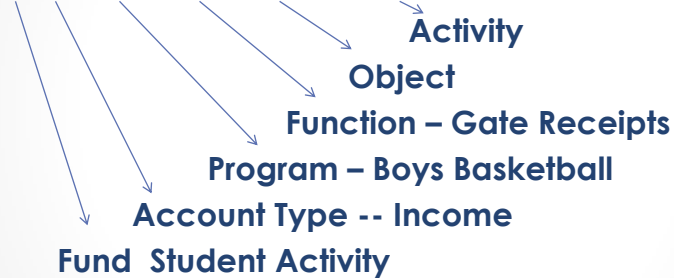 Activity
Object
Function – Gate Receipts
Program – Boys Basketball
Account Type -- Income
Fund  Student Activity